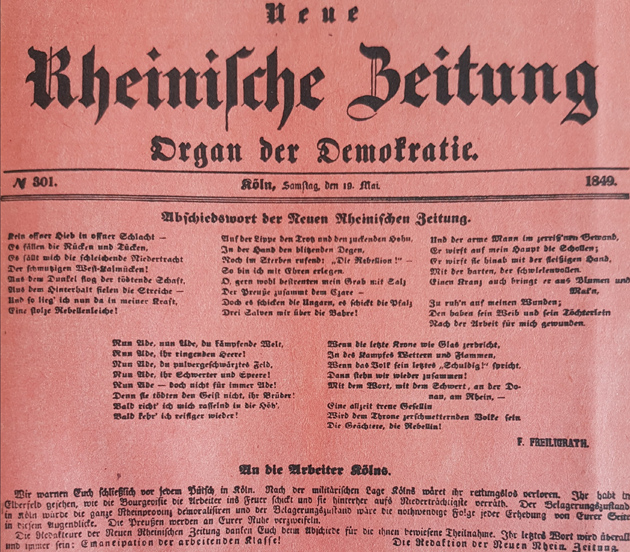 Neue
Rheinische Zeitung
Organ der Demokratie.
№ 301. Köln, Samstag, den 19. Mai. 1849.
Abschiedswort der Neuen Rheinischen Zeitung.
Kein offner Hieb in offner Schlacht —
Es fällen die Nücken und Tücken,
Es fällt mich die schleichende Niedertracht
Der schmutzigen West-Kalmücken!
Aus dem Dunkel flog der tödtende Schaft,
Aus dem Hinterhalt fielen die Streiche —
Und so lieg' ich nun da in meiner Kraft,
Eine stolze Rebellenleiche!
Auf der Lippe den Trotz und den zuckenden Hohn,
In der Hand den blitzenden Degen,
Noch im Sterben rufend: „Die Rebellion!" —
So bin ich mit Ehren erlegen.
O, gern wohl bestreuten mein Grab mit Salz
Der Preuße zusammt dem Czare —
Doch es schicken die Ungarn, es schickt die Pfalz
Drei Salven mir über die Bahre!
Und der arme Mann im zerriss'nen Gewand,
Er wirft auf mein Haupt die Schollen;
Er wirft sie hinab mit der fleißigen Hand,
Mit der harten, der schwielenvollen.
Einen Kranz auch bringt er aus Blumen und
Mai'n,
Zu ruh'n auf meinen Wunden;
Den haben sein Weib und sein Töchterlein
Nach der Arbeit für mich gewunden.
Nun Ade, nun Ade, du kämpfende Welt,
Nun Ade, ihr ringenden Heere!
Nun Ade, du pulvergeschwärztes Feld,
Nun Ade, ihr Schwerter und Speere!
Nun Ade — doch nicht für immer Ade!
Denn sie tödten den Geist nicht, ihr Brüder!
Bald richt' ich mich rasselnd in die Höh',
Bald kehr' ich reisiger wieder!
Wenn die letzte Krone wie Glas zerbricht,
In des Kampfes Wettern und Flammen,
Wenn das Volk sein letztes „Schuldig!" spricht,
Dann stehn wir wieder zusammen!
Mit dem Wort, mit dem Schwert, an der Do-
nau, am Rhein, —
Eine allzeit treue Gesellin
Wird dem Throne zerschmetternden Volke sein
Die Geächtete, die Rebellin!
F. FREILIGRATH.
An die Arbeiter Kölns.
Wir warnen Euch schließlich vor jedem Putsch in Köln. Nach der militärischen Lage Kölns wäret ihr rettungslos verloren. Ihr habt in
Elberfeld gesehen, wie die Bourgeoisie die Arbeiter ins Feuer schickt und sie hinterher aufs Niederträchtigste verräth. Der Belagerungszustand
in Köln würde die ganze Rheinprovinz demoralisiren und der Belagerungszustand wäre die nothwendige Folge jeder Erhebung von Eurer Seite
in diesem Augenblicke. Die Preußen werden an Eurer Ruhe verzweifeln.
Die Redakteure der Neuen Rheinischen Zeitung danken Euch beim Abschiede für die ihnen bewiesene Theilnahme. Ihr letztes Wort wird überall
und immer sein: Emancipation der arbeitenden Klasse! Die Redaktion der Neuen Rhein. Zeitung.